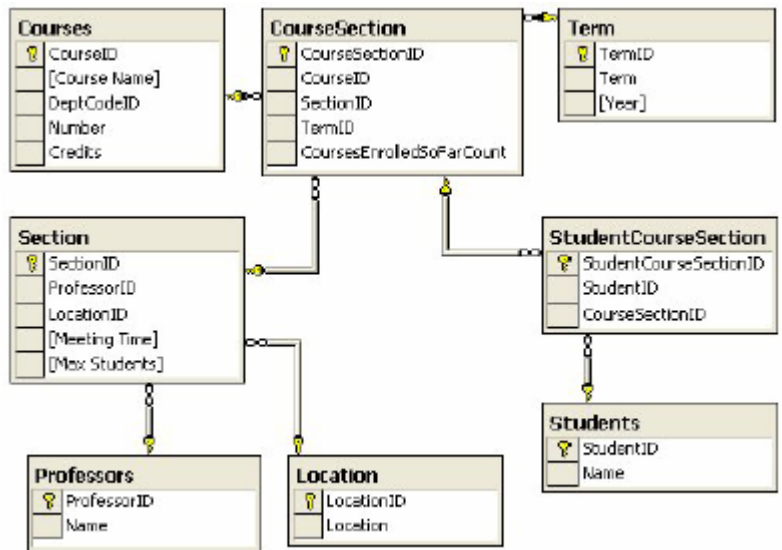 Courses
CourseID
[Course Name]
DeptCodeID
Number
Credits
CourseSection
CourseSectionID
CourseID
SectionID
TermID
CoursesEnrolledSoFarCount
Term
TermID
Term
[Year]
Section
SectionID
ProfessorID
LocationID
[Meeting Time]
[Max Students]
StudentCourseSection
StudentCourseSectionID
StudentID
CourseSectionID
Students
StudentID
Name
Professors
ProfessorID
Name
Location
LocationID
Location